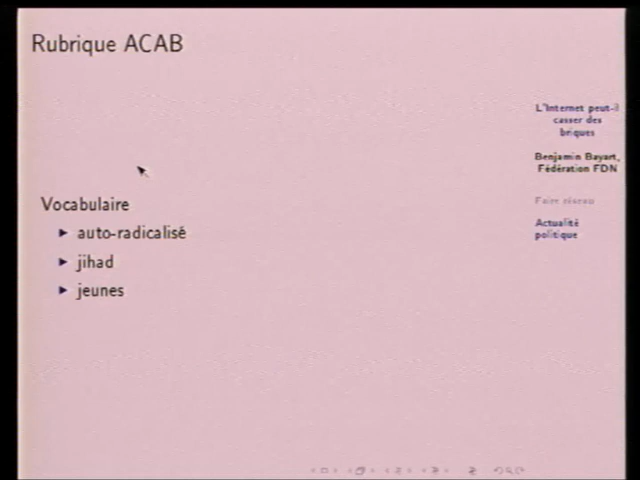 Rubrique ACAB
L'Internet peut-il
casser des
briques
Benjamin Bayart,
Fédération FDN
Faire réseau
Actualité
politique
Vocabulaire
auto-radicalisé
jihad
jeunes